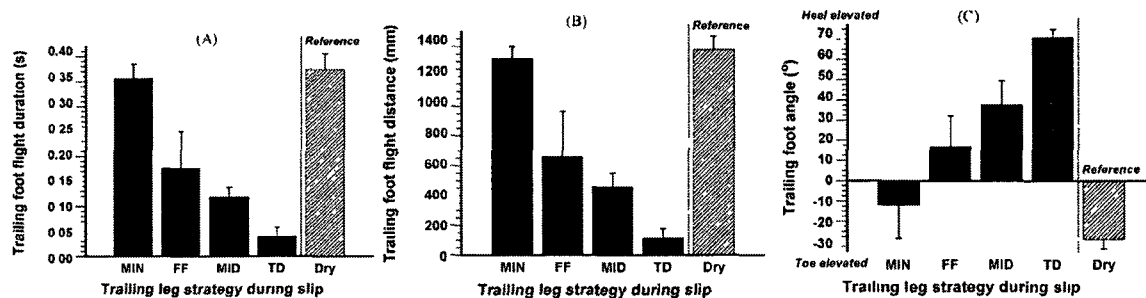 (A)
Reference
Trailing foot flight duration (s)
0.40
0.35
0 30
0.20
0 15
0 10
0.05
0 00
MIN FF MID TD Dry
Trailing leg strategy during slip
(B)
Reference
Trailing foot flight distance (mm)
1400
1200
1000
800
600
400
200
0
MIN FF MID TD Dry
Trailing leg strategy during slip
(C)
Heel elevated
Trailing foot angle (°)
70
60
50
40
30
20
10
0
-10
-20
-30
Reference
Toe elevated
MIN FF MID TD Dry
Trailing leg strategy during slip